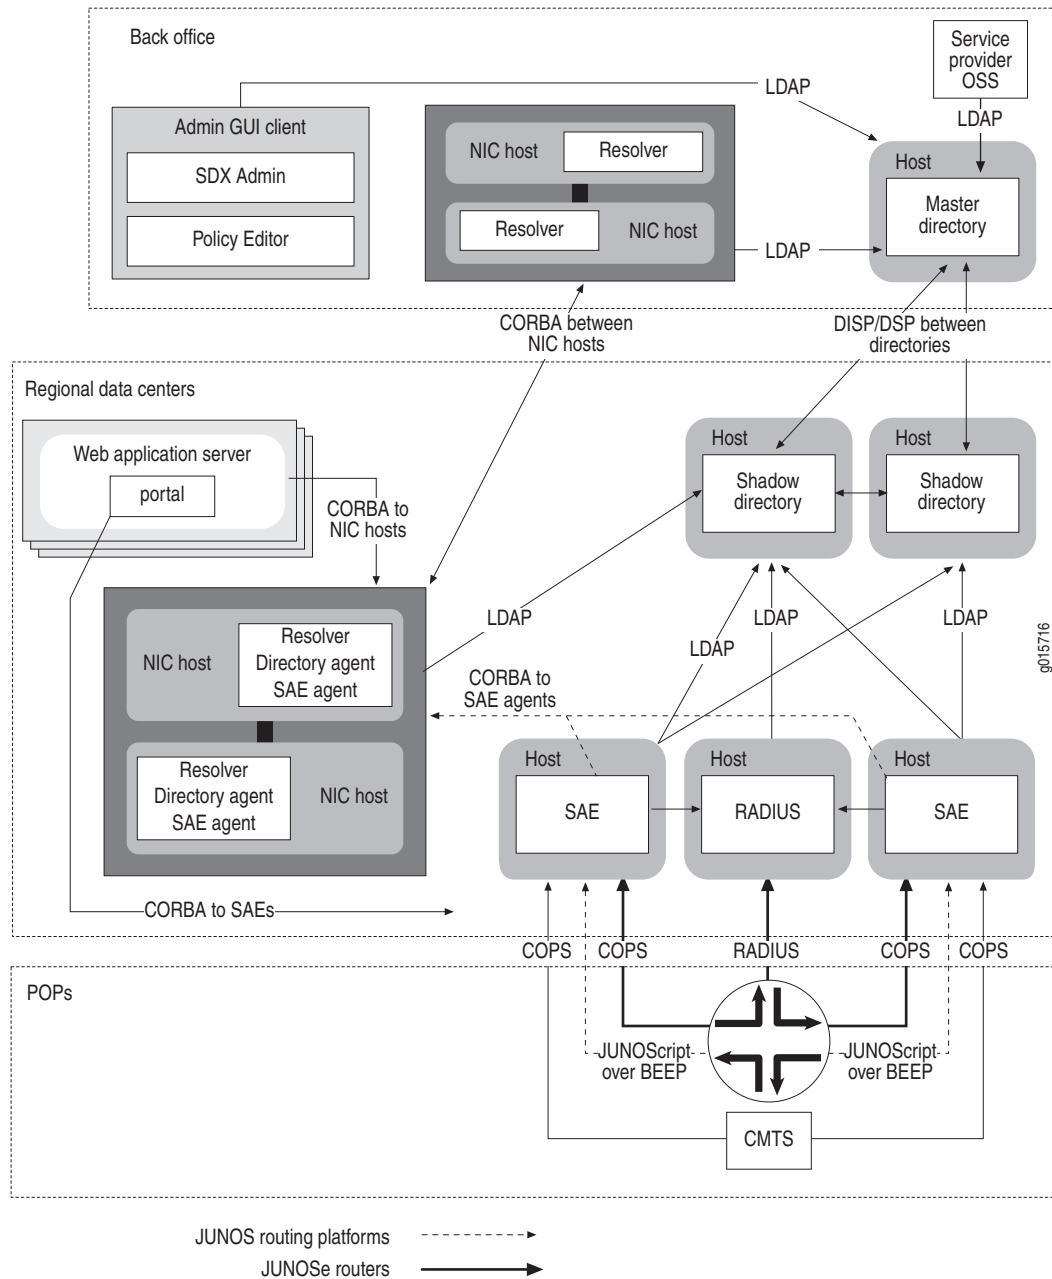 Back office
Service
provider
OSS
LDAP
LDAP
Admin GUI client
SDX Admin
Policy Editor
NIC host
Resolver
Resolver
NIC host
LDAP
Host
Master
directory
CORBA between
NIC hosts
DISP/DSP between
directories
Regional data centers
Web application server
portal
CORBA to
NIC hosts
Host
Shadow
directory
Host
Shadow
directory
LDAP
LDAP
LDAP
LDAP
g015716
NIC host
Resolver
Directory agent
SAE agent
Resolver
Directory agent
SAE agent
NIC host
CORBA to
SAE agents
Host
SAE
Host
RADIUS
Host
SAE
CORBA to SAEs
COPS
COPS
RADIUS
COPS
COPS
POPs
JUNOScript
over BEEP
JUNOScript
over BEEP
CMTS
JUNOS routing platforms
JUNOSe routers